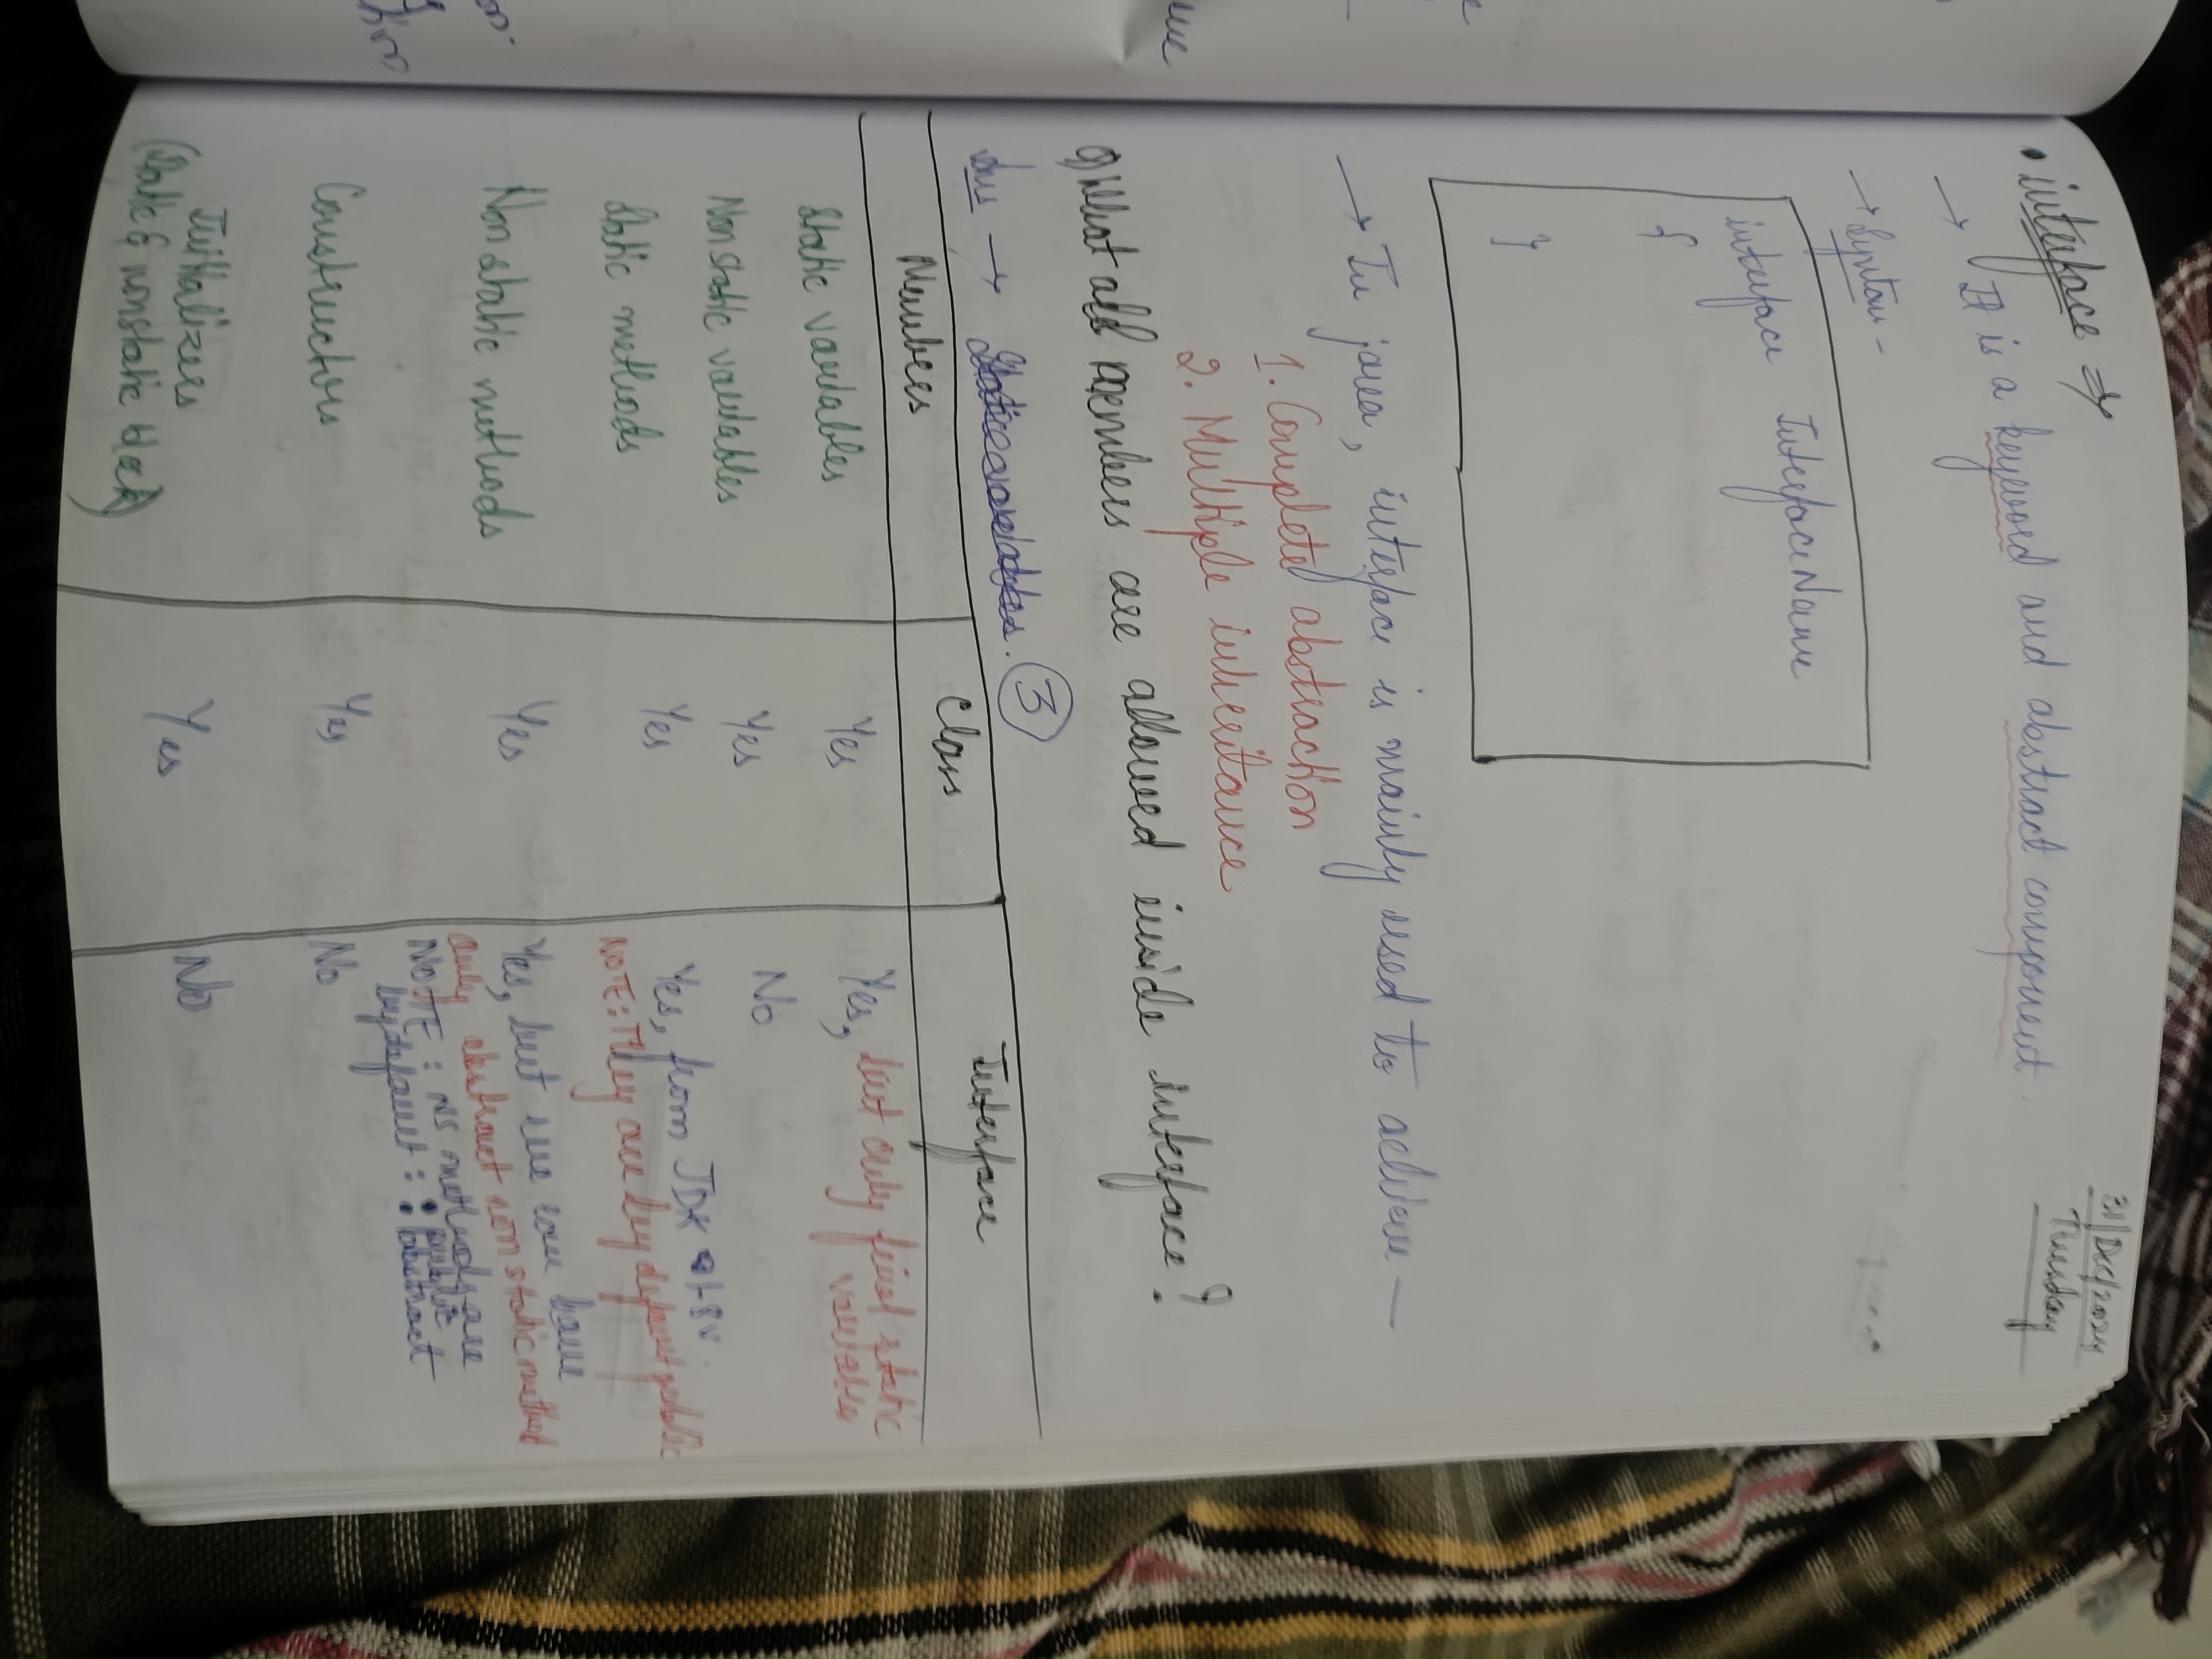 31/Dec/2024
Tuesday
• interface ⇒
→ It is a keyword and abstract component.
→ Syntax -
interface InterfaceName
{
}
→ In java, interface is mainly used to achieve —
1. Complete abstraction
2. Multiple inheritance
Q) What all members are allowed inside interface?
Ans → Static variables. 3
Members Class Interface
Static variables Yes Yes, but only final static
variables
Non static variables Yes No
Static methods Yes Yes, from JDK 1.8v.
NOTE: They are by default public
Non static methods Yes Yes, but we can have
only abstract non static method
NOTE: NS methods are
by default : • public
• abstract
Constructors Yes No
Initializers Yes No
(Static & nonstatic block)